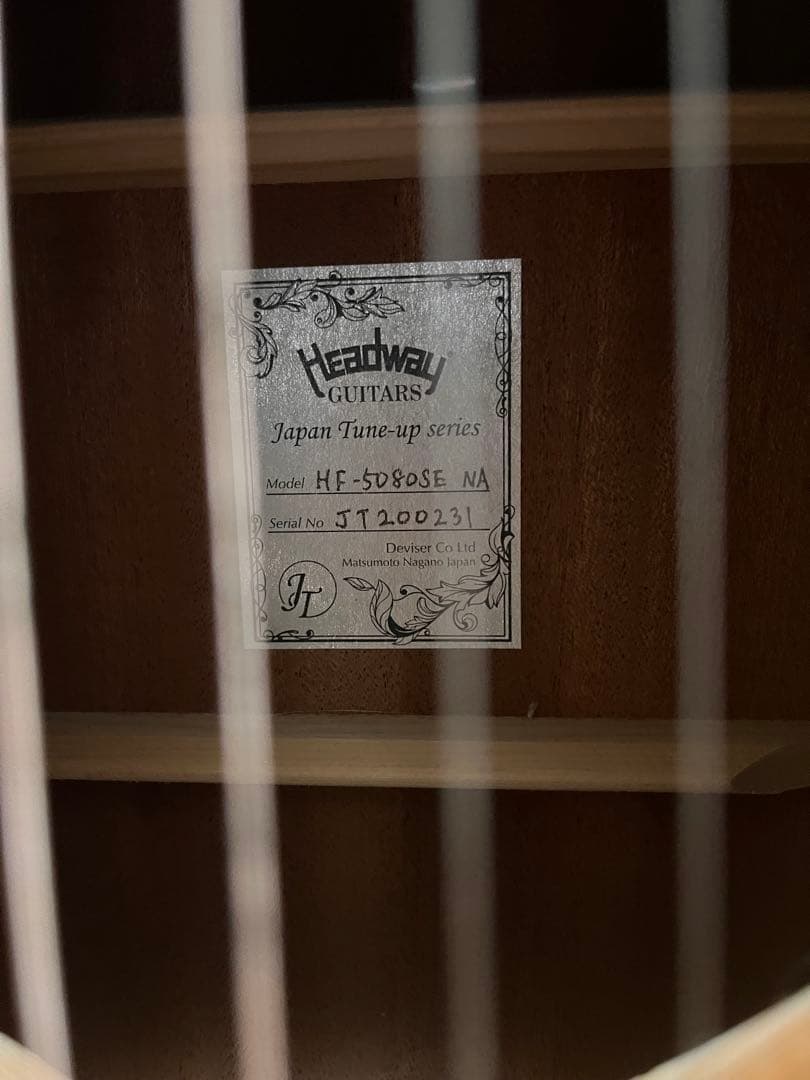 Headway
GUITARS
Japan Tune-up series
Model HF-5080SE NA
Serial No JT200231
Deviser Co Ltd
Matsumoto Nagano Japan
JT